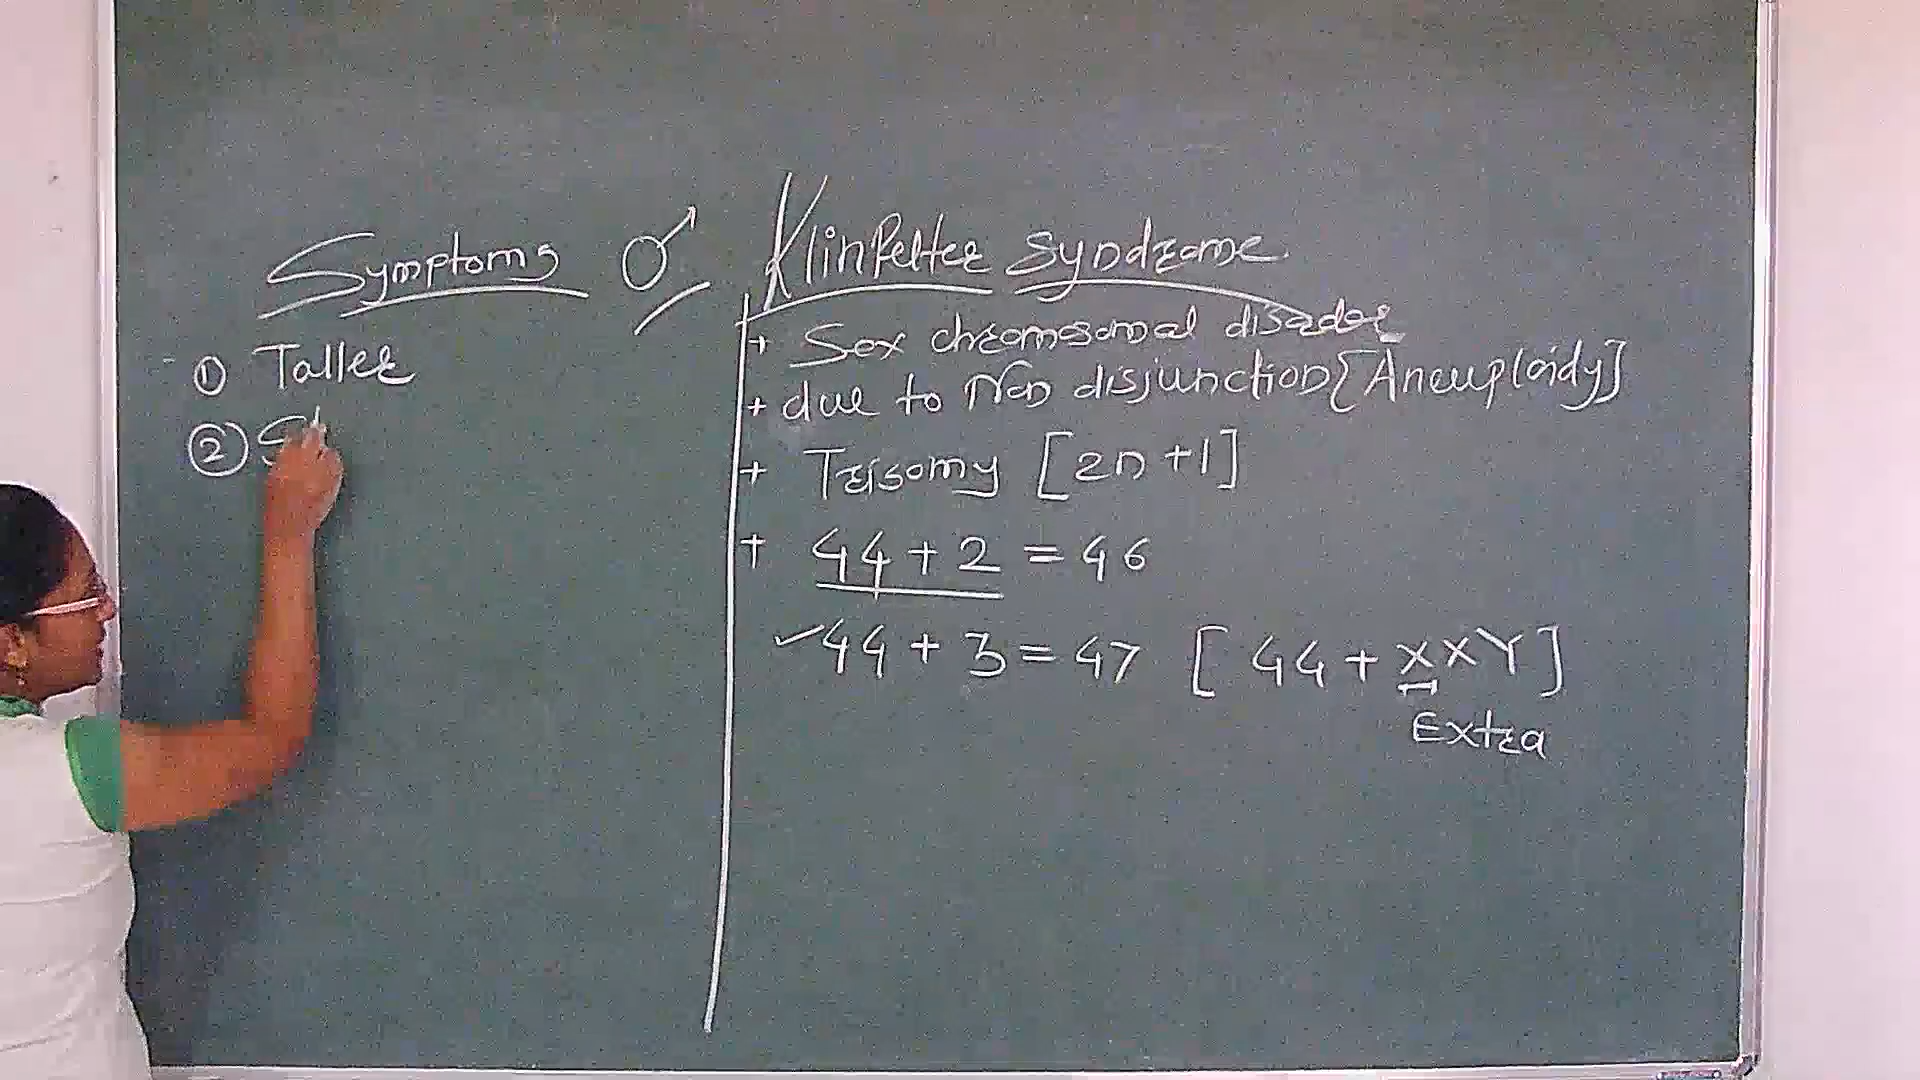 Symptoms ♂
① Taller
② S
Klinfelter Syndrome
+ Sex chromosomal disorder
+ due to Non disjunction [Aneuploidy]
+ Trisomy [2n+1]
+ 44+2 = 46
✓44 + 3 = 47 [44+XXY]
Extra